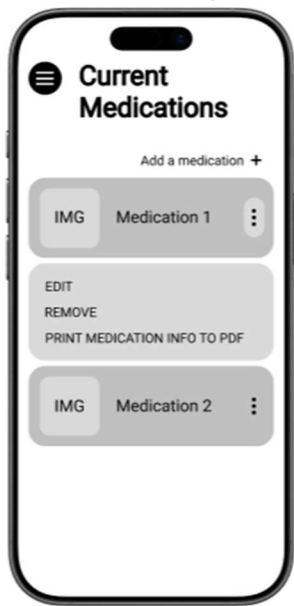 Current
Medications
Add a medication +
IMG Medication 1
EDIT
REMOVE
PRINT MEDICATION INFO TO PDF
IMG Medication 2